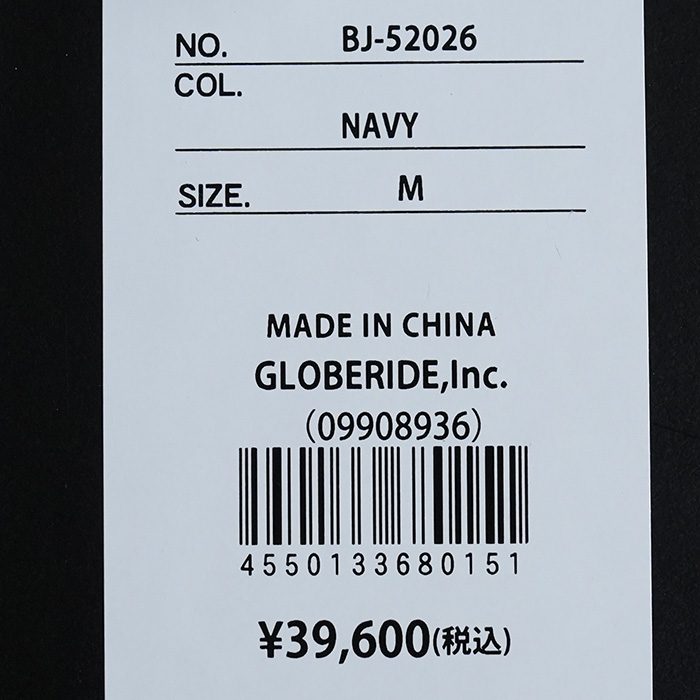 NO. BJ-52026
COL.
NAVY
SIZE. M
MADE IN CHINA
GLOBERIDE,Inc.
(09908936)
4550133680151
¥39,600(税込)